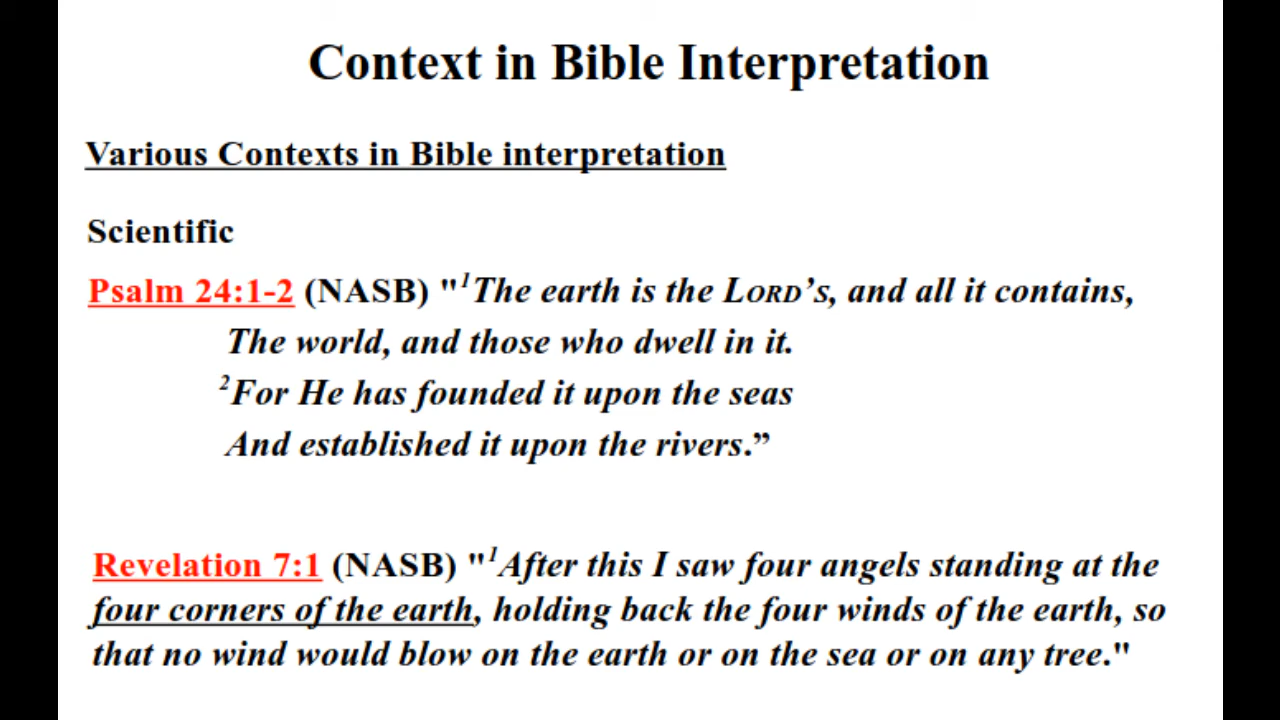 Context in Bible Interpretation
Various Contexts in Bible interpretation
Scientific
Psalm 24:1-2 (NASB) "1The earth is the LORD’S, and all it contains,
The world, and those who dwell in it.
2For He has founded it upon the seas
And established it upon the rivers.”
Revelation 7:1 (NASB) "1After this I saw four angels standing at the
four corners of the earth, holding back the four winds of the earth, so
that no wind would blow on the earth or on the sea or on any tree."